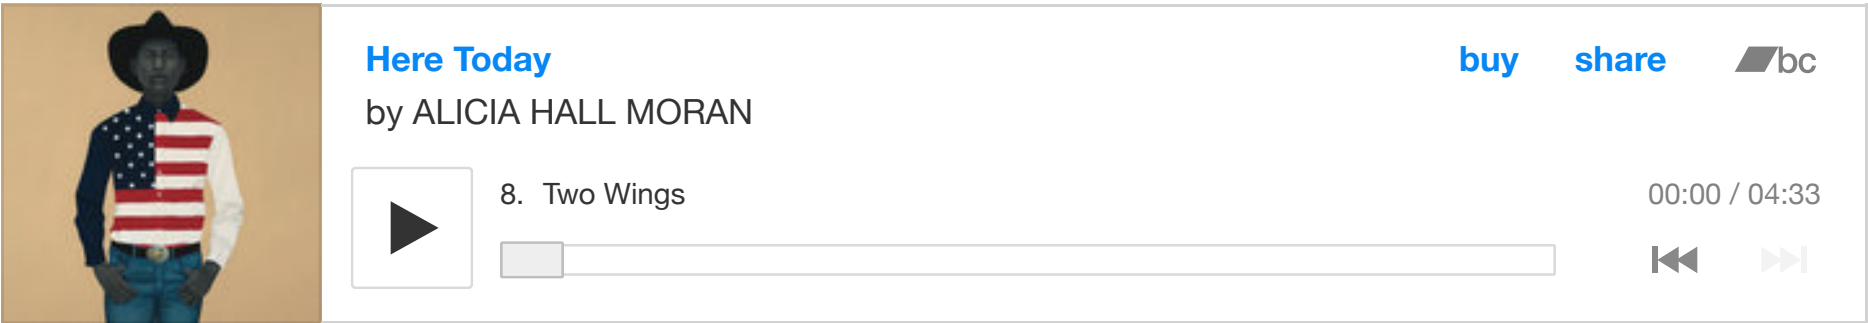 Here Today
buy share bc
by ALICIA HALL MORAN
8. Two Wings
00:00 / 04:33